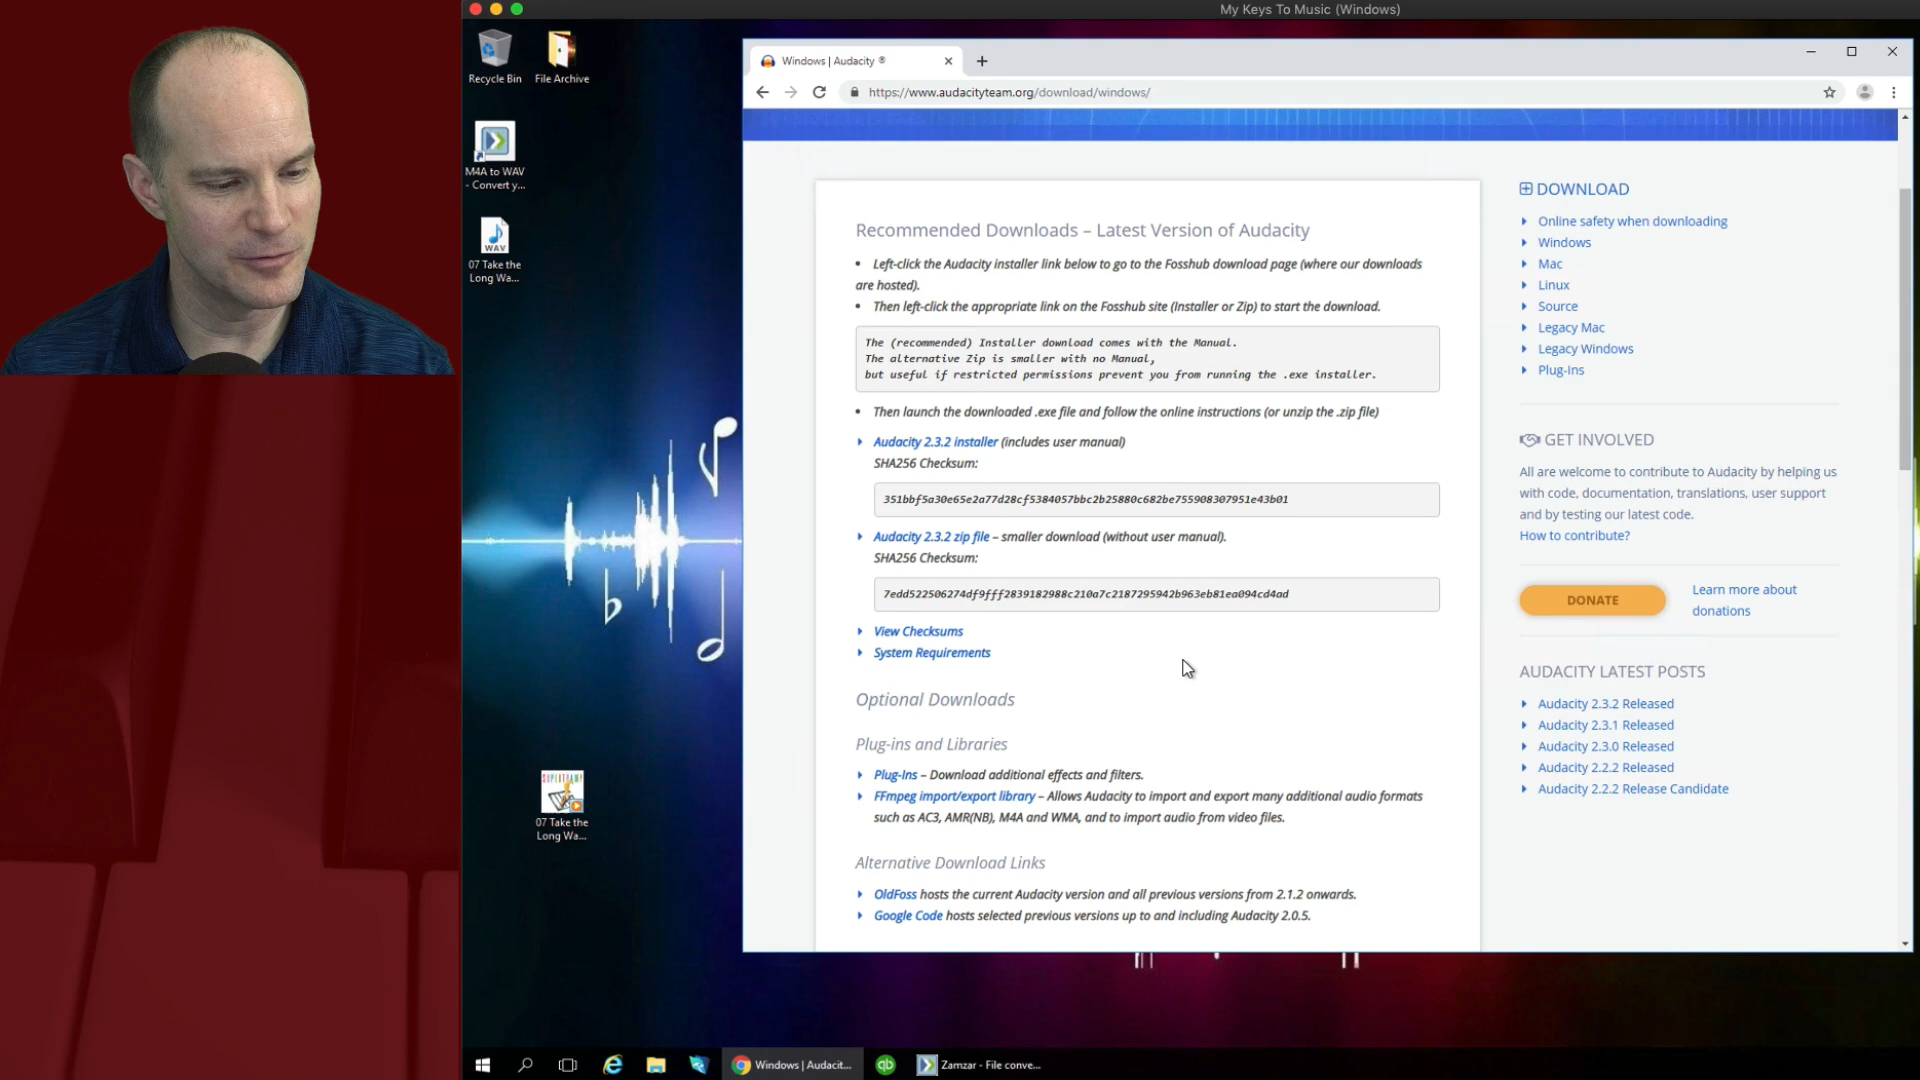 My Keys To Music (Windows)
Recycle Bin
File Archive
M4A to WAV
- Convert y...
WAV
07 Take the
Long Wa...
SUPERTRAMP
07 Take the
Long Wa...
Windows | Audacity ®
https://www.audacityteam.org/download/windows/
Recommended Downloads – Latest Version of Audacity
• Left-click the Audacity installer link below to go to the Fosshub download page (where our downloads
are hosted).
• Then left-click the appropriate link on the Fosshub site (Installer or Zip) to start the download.
The (recommended) Installer download comes with the Manual.
The alternative Zip is smaller with no Manual,
but useful if restricted permissions prevent you from running the .exe installer.
• Then launch the downloaded .exe file and follow the online instructions (or unzip the .zip file)
Audacity 2.3.2 installer (includes user manual)
SHA256 Checksum:
351bbf5a30e65e2a77d28cf5384057bbc2b25880c682be755908307951e43b01
Audacity 2.3.2 zip file – smaller download (without user manual).
SHA256 Checksum:
7edd522506274df9fff2839182988c210a7c2187295942b963eb81ea094cd4ad
View Checksums
System Requirements
Optional Downloads
Plug-ins and Libraries
Plug-Ins – Download additional effects and filters.
FFmpeg import/export library – Allows Audacity to import and export many additional audio formats
such as AC3, AMR(NB), M4A and WMA, and to import audio from video files.
Alternative Download Links
OldFoss hosts the current Audacity version and all previous versions from 2.1.2 onwards.
Google Code hosts selected previous versions up to and including Audacity 2.0.5.
DOWNLOAD
Online safety when downloading
Windows
Mac
Linux
Source
Legacy Mac
Legacy Windows
Plug-Ins
GET INVOLVED
All are welcome to contribute to Audacity by helping us
with code, documentation, translations, user support
and by testing our latest code.
How to contribute?
DONATE
Learn more about
donations
AUDACITY LATEST POSTS
Audacity 2.3.2 Released
Audacity 2.3.1 Released
Audacity 2.3.0 Released
Audacity 2.2.2 Released
Audacity 2.2.2 Release Candidate
Windows | Audacit...
qb
Zamzar - File conve...